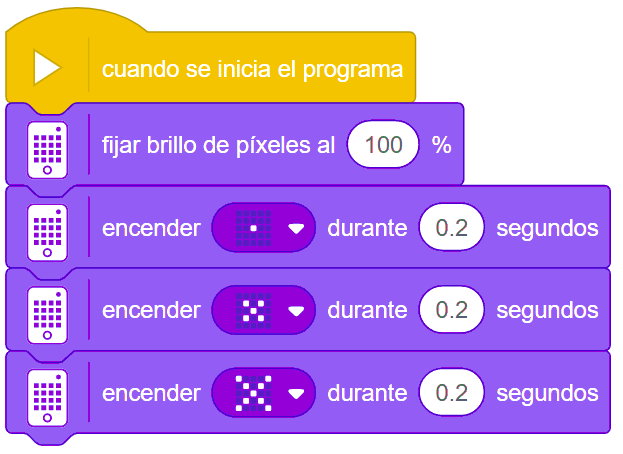 cuando se inicia el programa
fijar brillo de píxeles al 100 %
encender durante 0.2 segundos
encender durante 0.2 segundos
encender durante 0.2 segundos